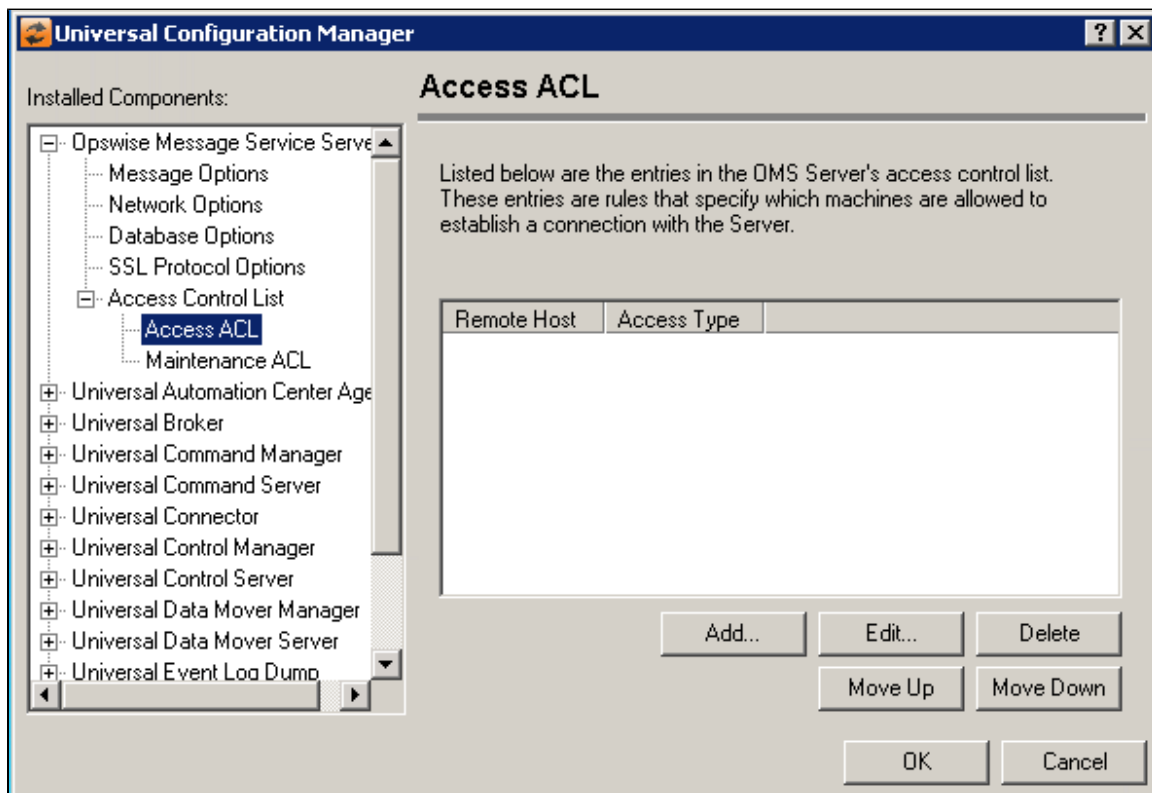 Universal Configuration Manager
Installed Components:
Opswise Message Service Serve
Message Options
Network Options
Database Options
SSL Protocol Options
Access Control List
Access ACL
Maintenance ACL
Universal Automation Center Age
Universal Broker
Universal Command Manager
Universal Command Server
Universal Connector
Universal Control Manager
Universal Control Server
Universal Data Mover Manager
Universal Data Mover Server
Universal Event Log Dump
Access ACL
Listed below are the entries in the OMS Server's access control list.
These entries are rules that specify which machines are allowed to
establish a connection with the Server.
Remote Host Access Type
Add... Edit... Delete
Move Up Move Down
OK Cancel